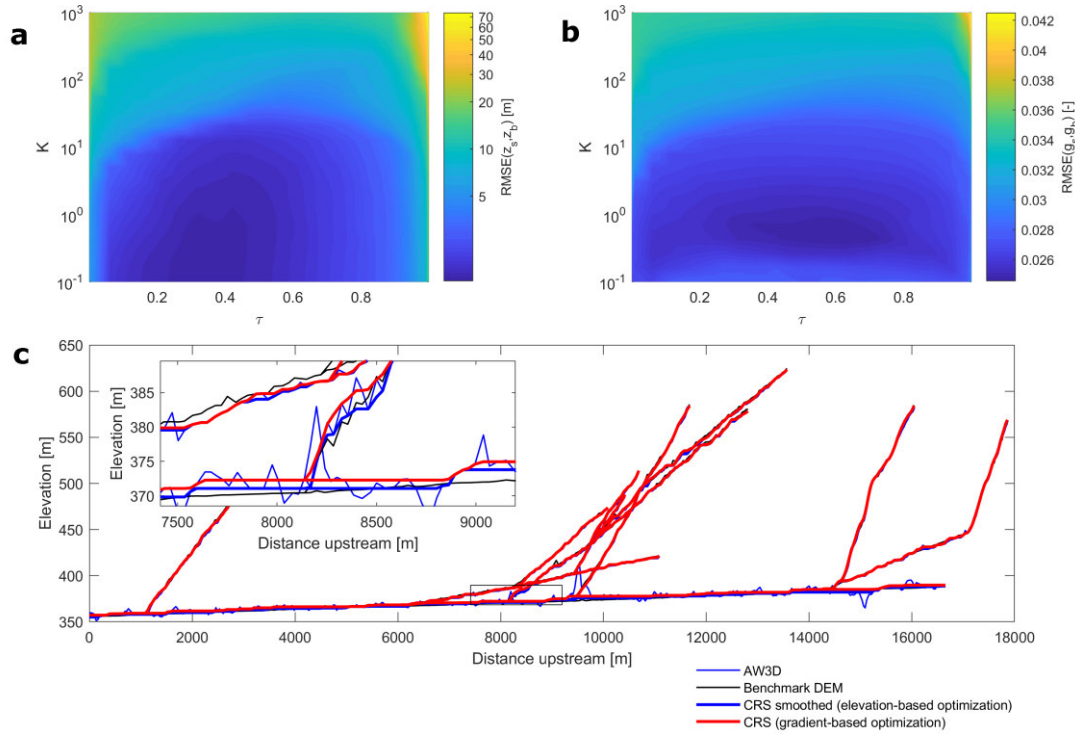 a
10³
10²
10¹
10⁰
10⁻¹
K
0.2 0.4 0.6 0.8
τ
70
60
50
40
30
20
10
5
RMSE(z_s,z_b) [m]
b
10³
10²
10¹
10⁰
10⁻¹
K
0.2 0.4 0.6 0.8
τ
0.042
0.04
0.038
0.036
0.034
0.032
0.03
0.028
0.026
RMSE(g_s,g_b) [-]
c
650
600
550
500
450
400
350
Elevation [m]
0 2000 4000 6000 8000 10000 12000 14000 16000 18000
Distance upstream [m]
385
380
375
370
Elevation [m]
7500 8000 8500 9000
Distance upstream [m]
AW3D
Benchmark DEM
CRS smoothed (elevation-based optimization)
CRS (gradient-based optimization)